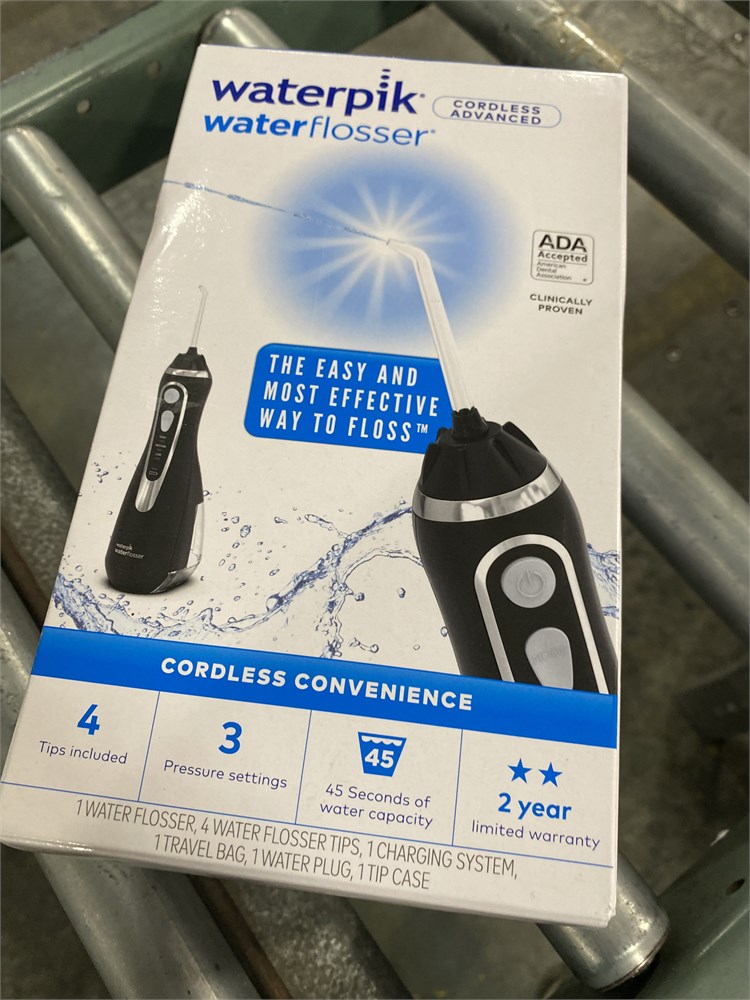 waterpik
waterflosser
CORDLESS
ADVANCED
ADA
Accepted
American
Dental
Association
CLINICALLY
PROVEN
THE EASY AND
MOST EFFECTIVE
WAY TO FLOSS™
waterpik
waterflosser
MODE
CORDLESS CONVENIENCE
4
Tips included
3
Pressure settings
45
45 Seconds of
water capacity
2 year
limited warranty
1 WATER FLOSSER, 4 WATER FLOSSER TIPS, 1 CHARGING SYSTEM,
1 TRAVEL BAG, 1 WATER PLUG, 1 TIP CASE